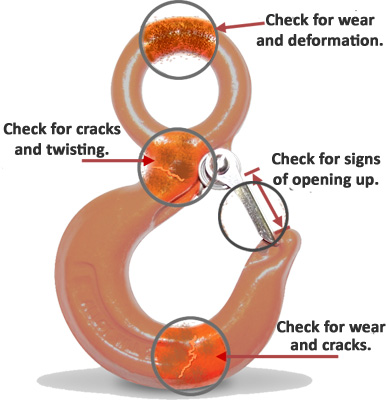 Check for wear
and deformation.
Check for cracks
and twisting.
Check for signs
of opening up.
Check for wear
and cracks.